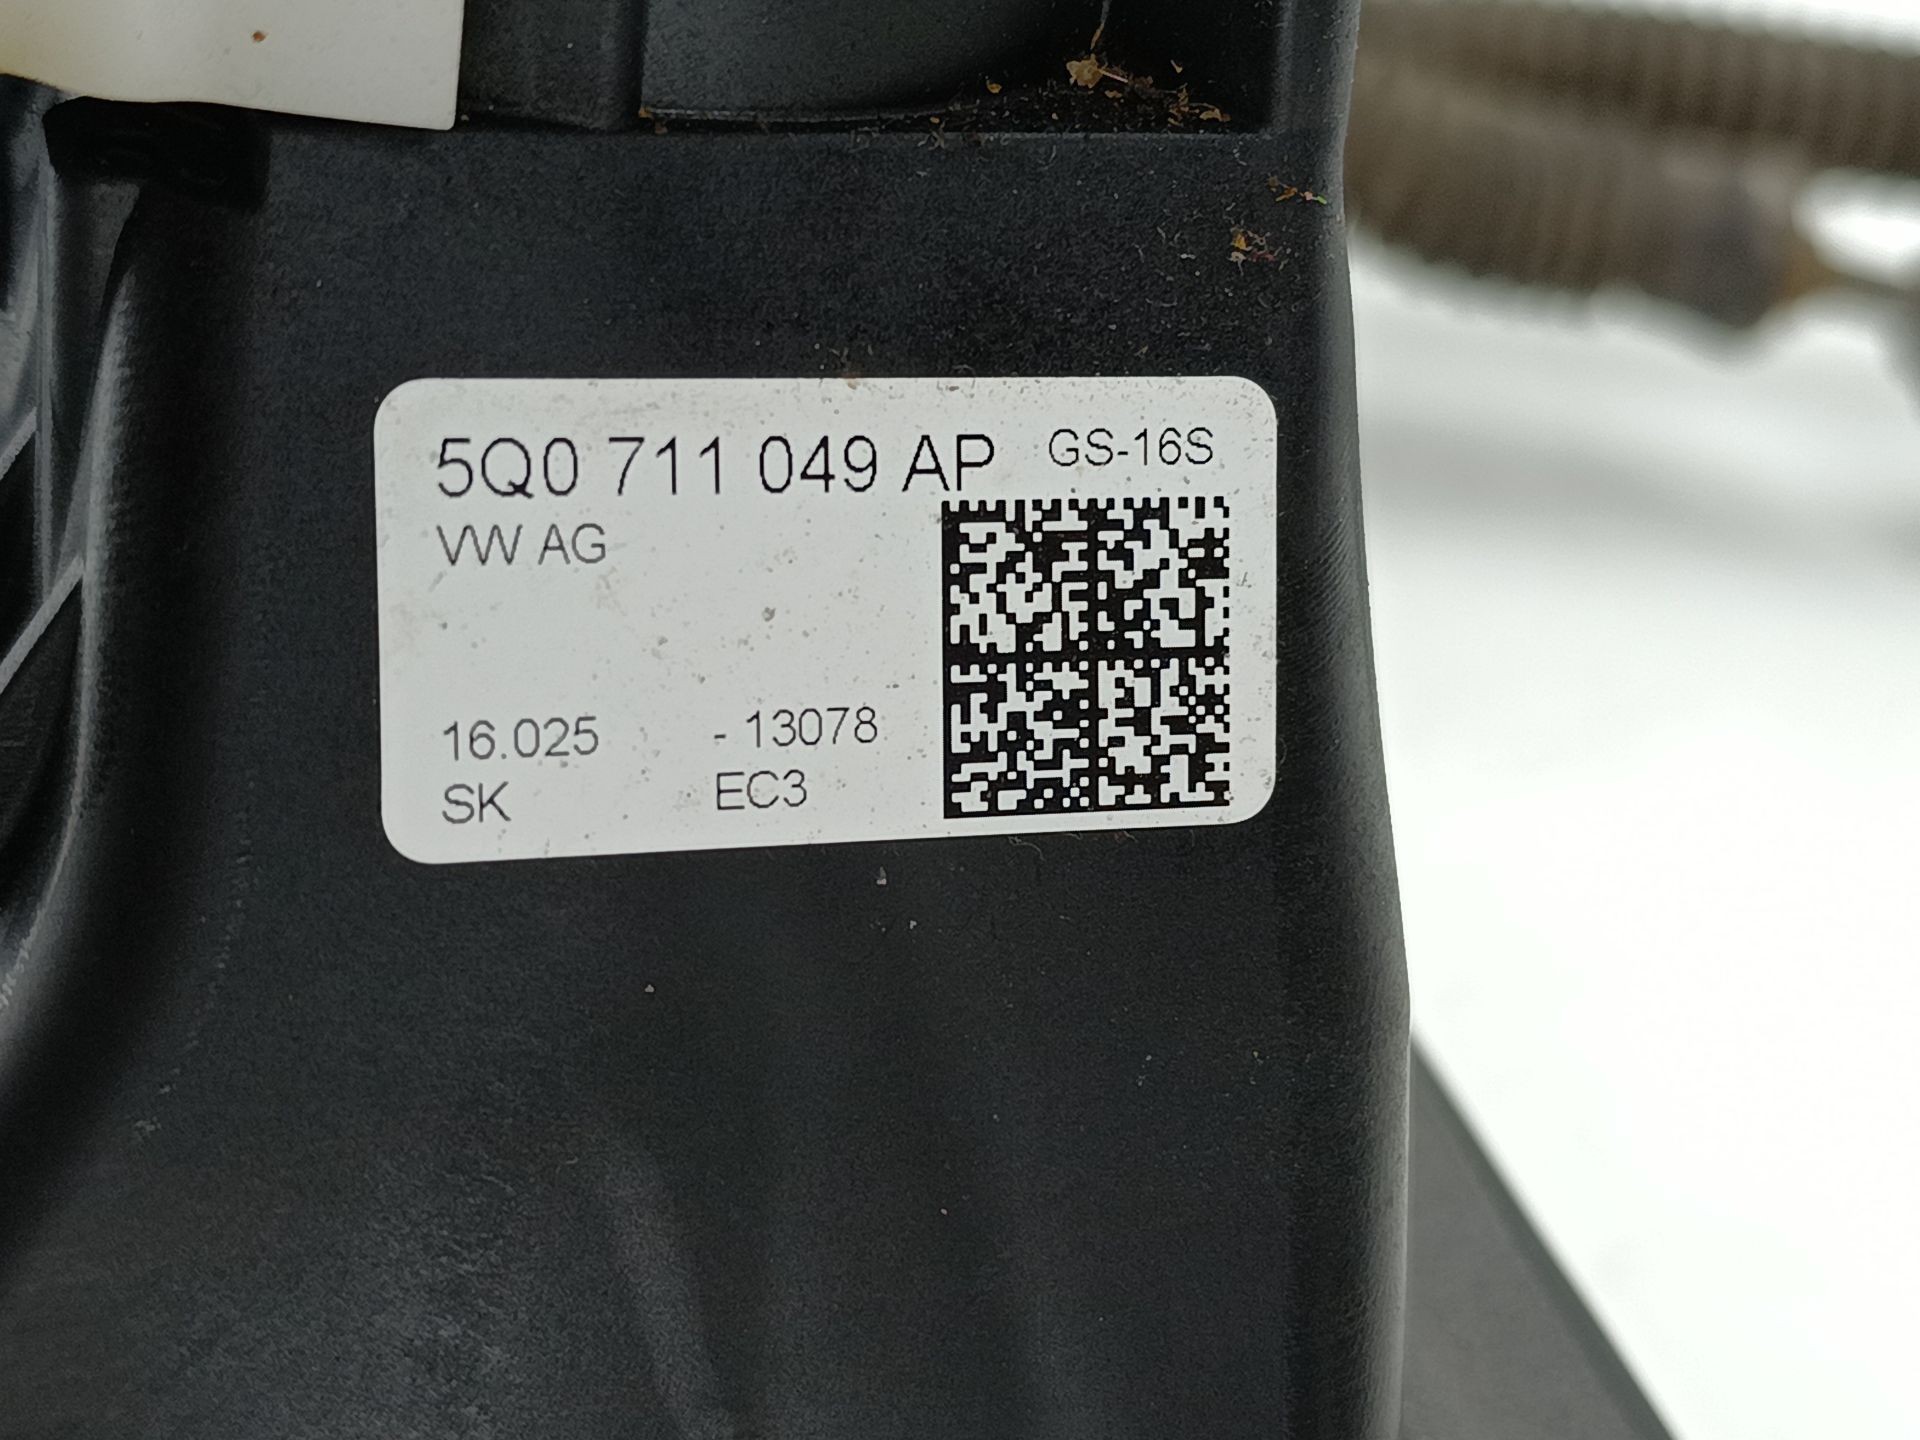 5Q0 711 049 AP GS-16S
VW AG
16.025 - 13078
SK EC3